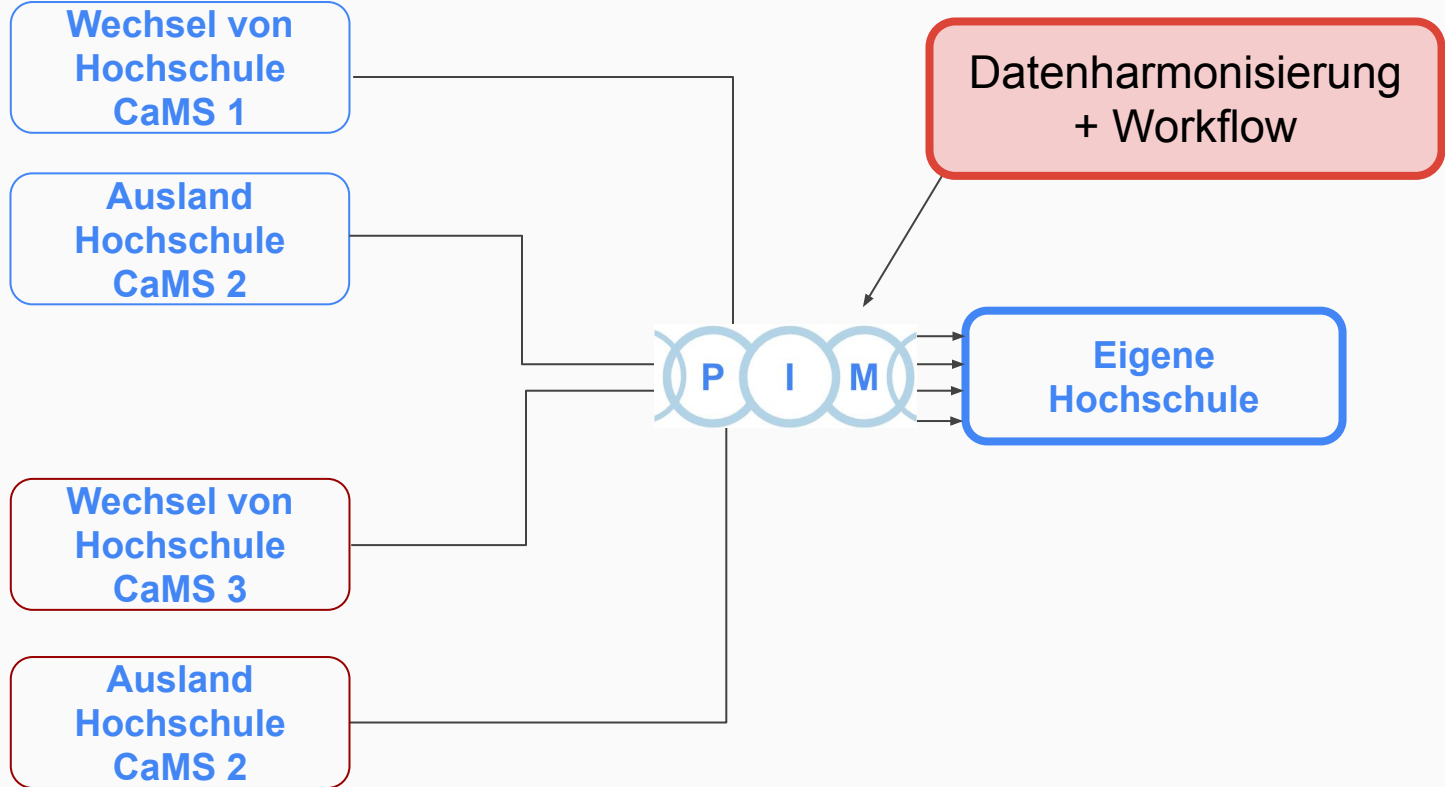 Wechsel von
Hochschule
CaMS 1
Datenharmonisierung
+ Workflow
Ausland
Hochschule
CaMS 2
P I M
Eigene
Hochschule
Wechsel von
Hochschule
CaMS 3
Ausland
Hochschule
CaMS 2